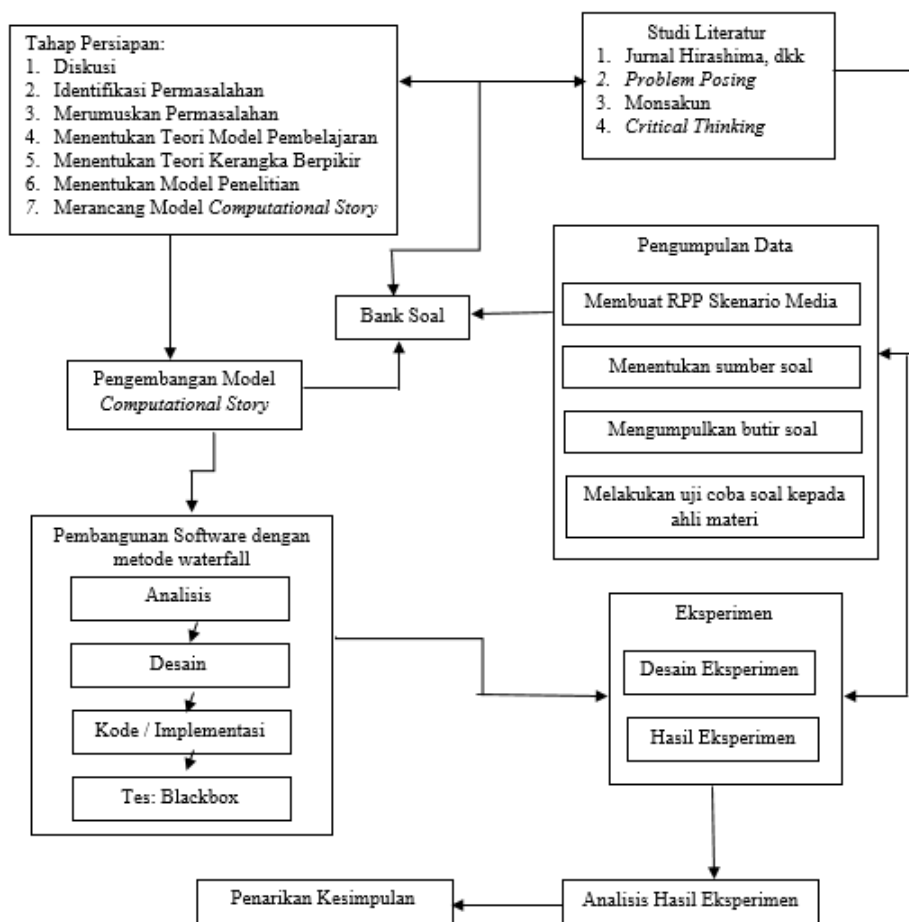 Tahap Persiapan:
1. Diskusi
2. Identifikasi Permasalahan
3. Merumuskan Permasalahan
4. Menentukan Teori Model Pembelajaran
5. Menentukan Teori Kerangka Berpikir
6. Menentukan Model Penelitian
7. Merancang Model Computational Story
Studi Literatur
1. Jurnal Hirashima, dkk
2. Problem Posing
3. Monsakun
4. Critical Thinking
Pengumpulan Data
Membuat RPP Skenario Media
Menentukan sumber soal
Mengumpulkan butir soal
Melakukan uji coba soal kepada
ahli materi
Bank Soal
Pengembangan Model
Computational Story
Pembangunan Software dengan
metode waterfall
Analisis
Desain
Kode / Implementasi
Tes: Blackbox
Eksperimen
Desain Eksperimen
Hasil Eksperimen
Analisis Hasil Eksperimen
Penarikan Kesimpulan